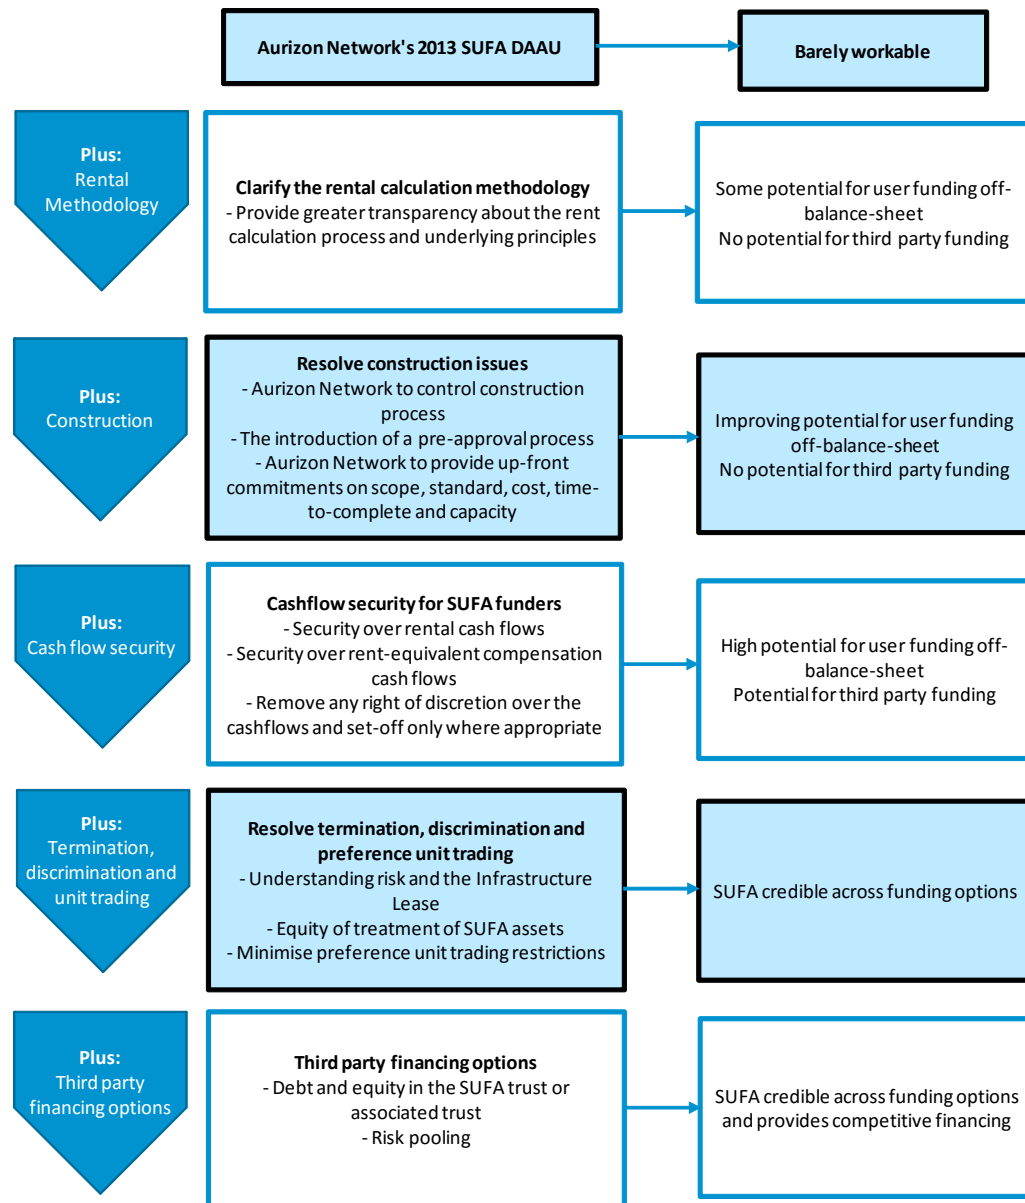 Aurizon Network's 2013 SUFA DAAU
Barely workable
Plus:
Rental
Methodology
Clarify the rental calculation methodology
- Provide greater transparency about the rent
calculation process and underlying principles
Some potential for user funding off-
balance-sheet
No potential for third party funding
Plus:
Construction
Resolve construction issues
- Aurizon Network to control construction
process
- The introduction of a pre-approval process
- Aurizon Network to provide up-front
commitments on scope, standard, cost, time-
to-complete and capacity
Improving potential for user funding
off-balance-sheet
No potential for third party funding
Plus:
Cash flow security
Cashflow security for SUFA funders
- Security over rental cash flows
- Security over rent-equivalent compensation
cash flows
- Remove any right of discretion over the
cashflows and set-off only where appropriate
High potential for user funding off-
balance-sheet
Potential for third party funding
Plus:
Termination,
discrimination and
unit trading
Resolve termination, discrimination and
preference unit trading
- Understanding risk and the Infrastructure
Lease
- Equity of treatment of SUFA assets
- Minimise preference unit trading restrictions
SUFA credible across funding options
Plus:
Third party
financing options
Third party financing options
- Debt and equity in the SUFA trust or
associated trust
- Risk pooling
SUFA credible across funding options
and provides competitive financing